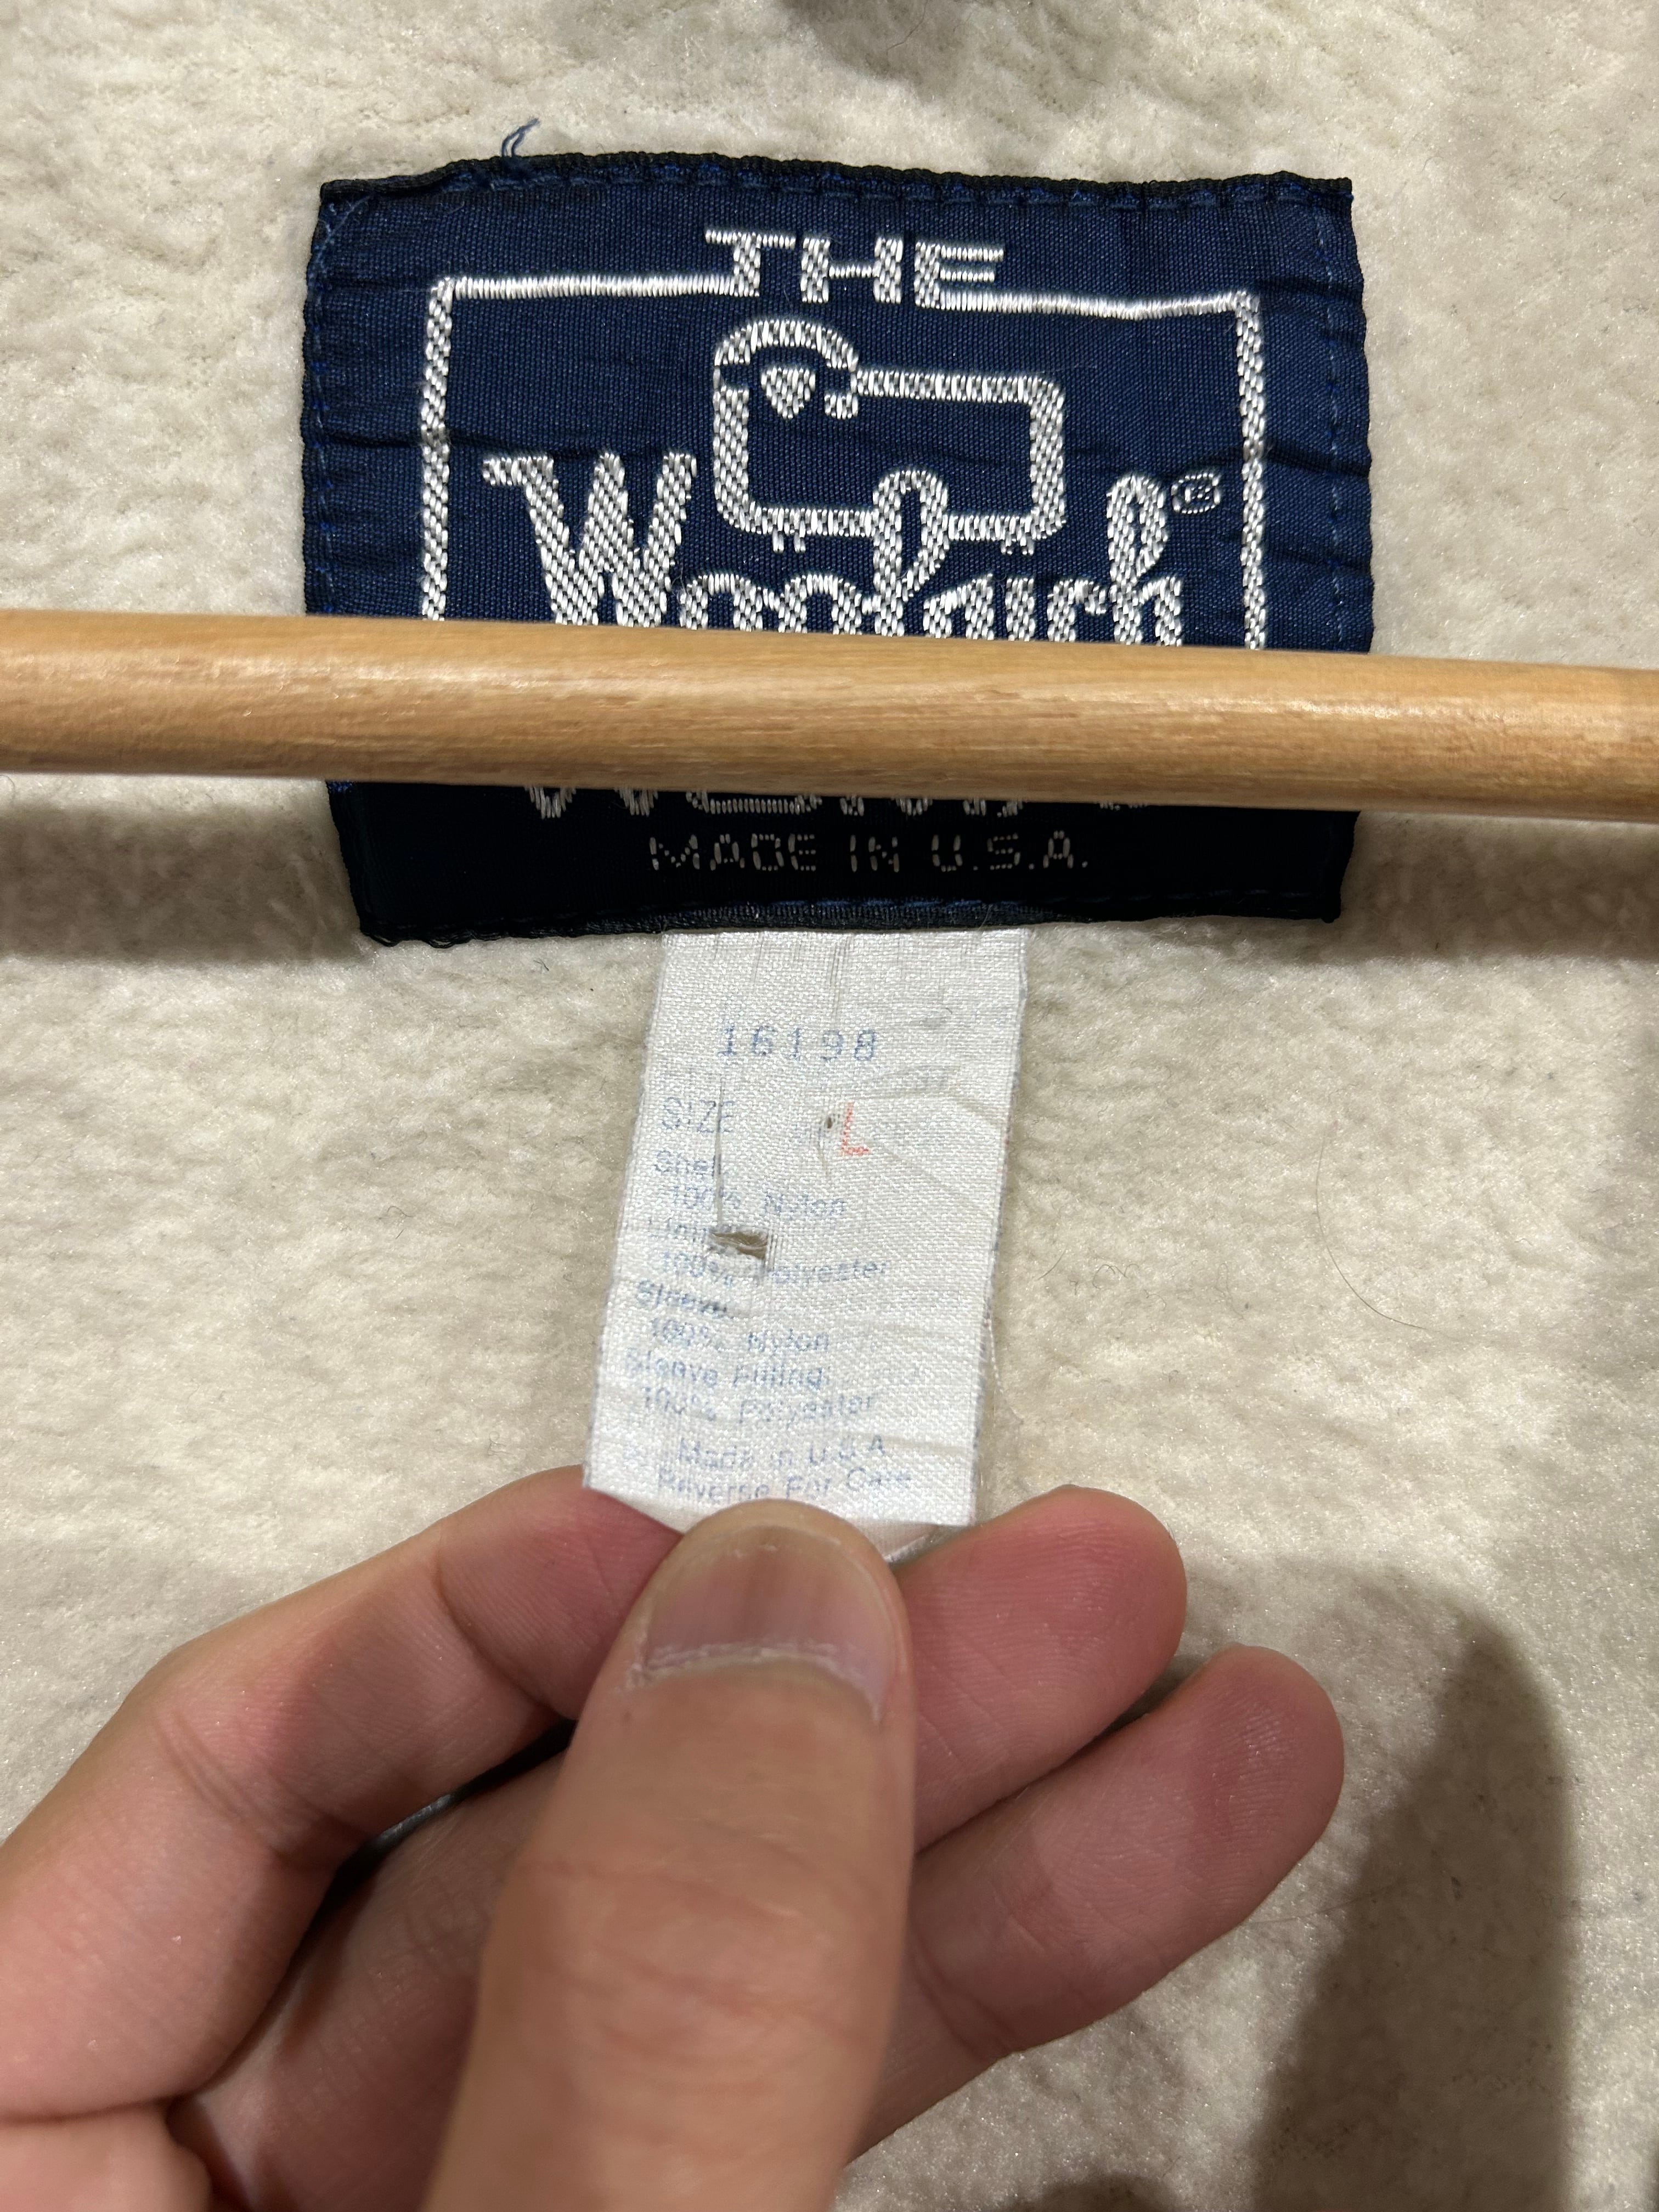 THE
Woolrich®
MADE IN U.S.A.
16198
SIZE L
Shell
100% Nylon
100% Polyester
Sleeve
100% Nylon
Sleeve Filling:
100% Polyester
Made in U.S.A
Reverse For Care